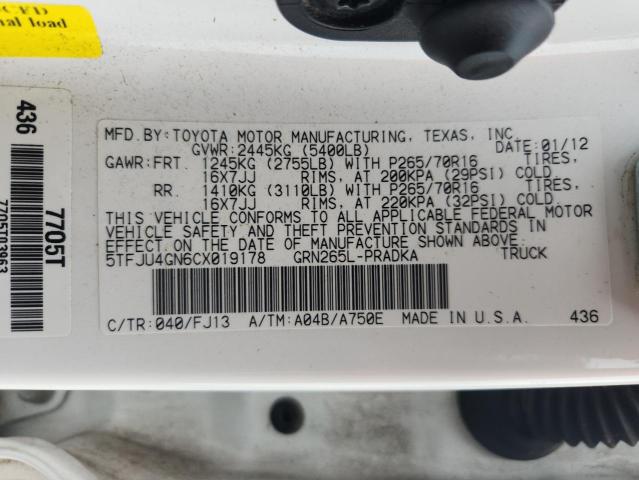 CFD
nal load
436
7705T
MFD. BY: TOYOTA MOTOR MANUFACTURING, TEXAS, INC.
GVWR: 2445KG (5400LB) DATE: 01/12
GAWR: FRT. 1245KG (2755LB) WITH P265/70R16 TIRES,
16X7JJ RIMS, AT 200KPA (29PSI) COLD
RR. 1410KG (3110LB) WITH P265/70R16 TIRES,
16X7JJ RIMS, AT 220KPA (32PSI) COLD
THIS VEHICLE CONFORMS TO ALL APPLICABLE FEDERAL MOTOR
VEHICLE SAFETY AND THEFT PREVENTION STANDARDS IN
EFFECT ON THE DATE OF MANUFACTURE SHOWN ABOVE.
5TFJU4GN6CX019178 GRN265L-PRADKA TRUCK
C/TR: 040/FJ13 A/TM: A04B/A750E MADE IN U.S.A. 436